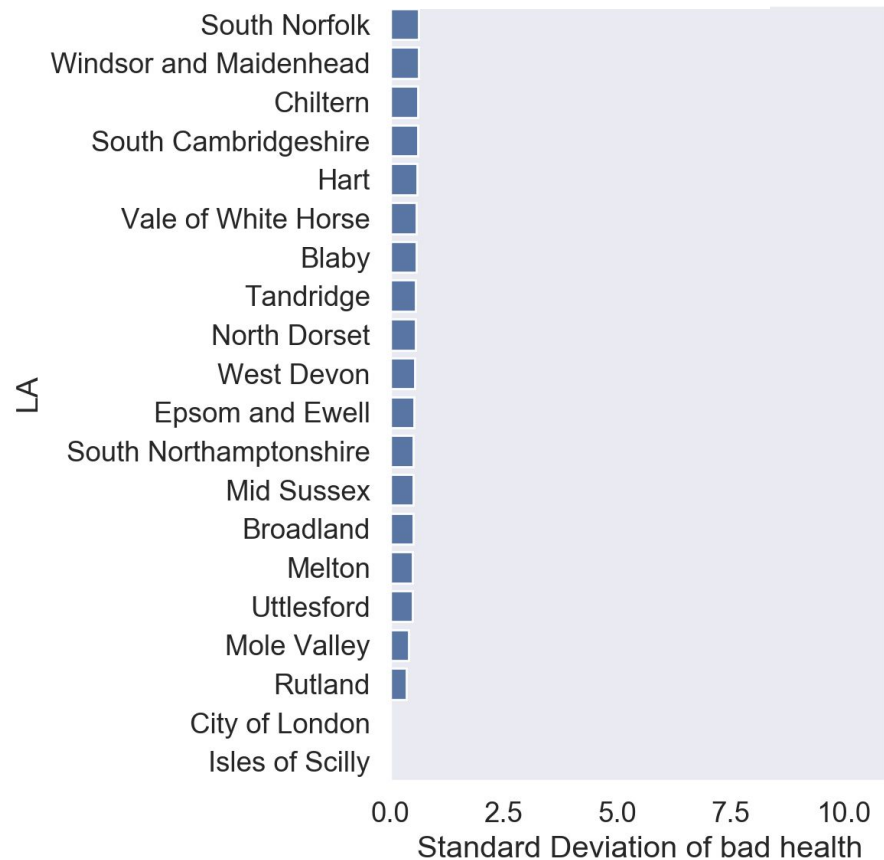 South Norfolk
Windsor and Maidenhead
Chiltern
South Cambridgeshire
Hart
Vale of White Horse
Blaby
Tandridge
North Dorset
West Devon
Epsom and Ewell
South Northamptonshire
Mid Sussex
Broadland
Melton
Uttlesford
Mole Valley
Rutland
City of London
Isles of Scilly
LA
0.0 2.5 5.0 7.5 10.0
Standard Deviation of bad health